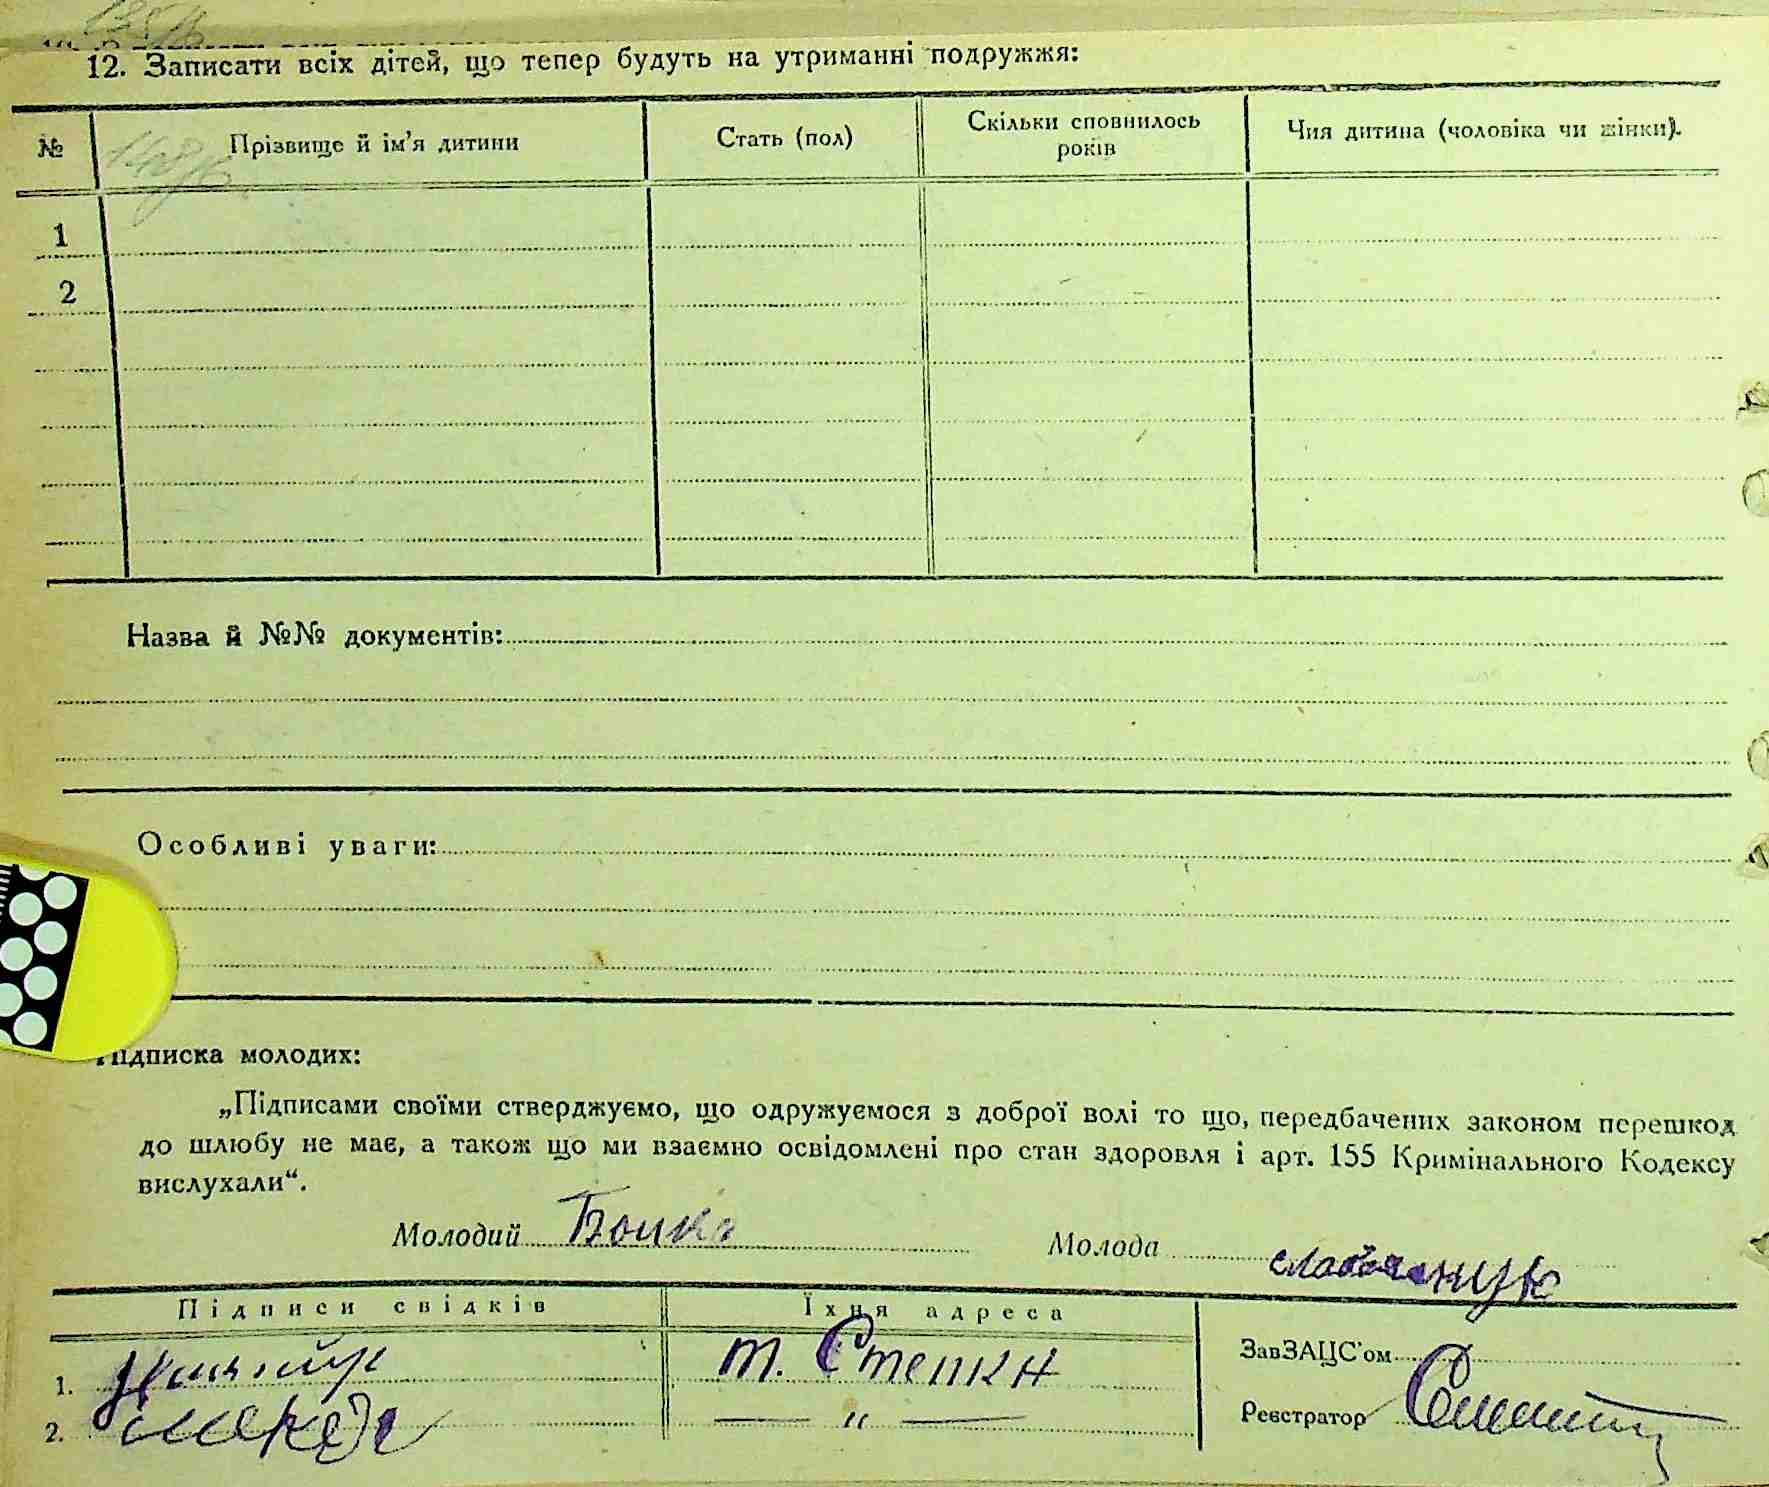 12. Записати всіх дітей, що тепер будуть на утриманні подружжя:
№ Прізвище й ім'я дитини Стать (пол) Скільки сповнилось років Чия дитина (чоловіка чи жінки).
1
2
Назва й №№ документів:
Особливі уваги:
Підписка молодих:
„Підписами своїми стверджуємо, що одружуємося з доброї волі то що, передбачених законом перешкод
до шлюбу не має, а також що ми взаємно освідомлені про стан здоровля і арт. 155 Кримінального Кодексу
вислухали“.
Молодий Бойко Молода
Підписи свідків Їхня адреса
ЗавЗАЦС'ом
1. т. Степки
Реєстратор
2. — " —